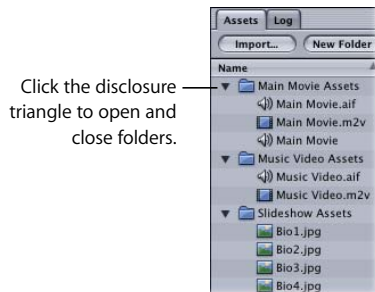 Assets Log
Import... New Folder
Name
Click the disclosure
triangle to open and
close folders.
Main Movie Assets
Main Movie.aif
Main Movie.m2v
Main Movie
Music Video Assets
Music Video.aif
Music Video.m2v
Slideshow Assets
Bio1.jpg
Bio2.jpg
Bio3.jpg
Bio4.jpg